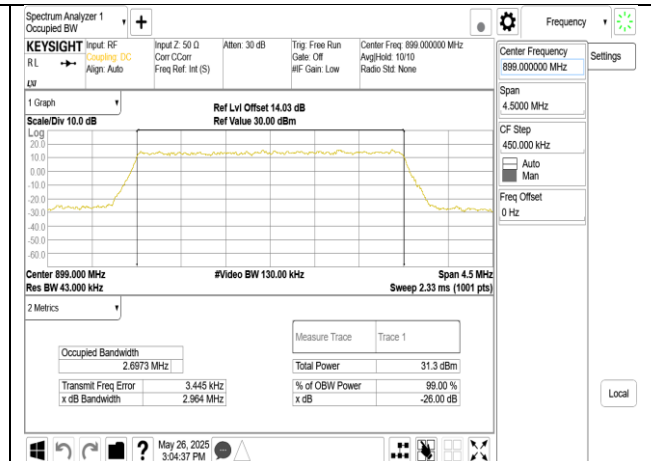 Spectrum Analyzer 1
Occupied BW
Frequency
KEYSIGHT
RL
LXI
Input: RF
Coupling: DC
Align: Auto
Input Z: 50 Ω
Corr CCorr
Freq Ref: Int (S)
Atten: 30 dB
Trig: Free Run
Gate: Off
#IF Gain: Low
Center Freq: 899.000000 MHz
Avg|Hold: 10/10
Radio Std: None
Center Frequency
899.000000 MHz
Settings
Span
4.5000 MHz
CF Step
450.000 kHz
Auto
Man
Freq Offset
0 Hz
1 Graph
Scale/Div 10.0 dB
Ref Lvl Offset 14.03 dB
Ref Value 30.00 dBm
Log
20.0
10.0
0.00
-10.0
-20.0
-30.0
-40.0
-50.0
-60.0
Center 899.000 MHz
Res BW 43.000 kHz
#Video BW 130.00 kHz
Span 4.5 MHz
Sweep 2.33 ms (1001 pts)
2 Metrics
Measure Trace Trace 1
Occupied Bandwidth
2.6973 MHz
Total Power 31.3 dBm
Transmit Freq Error 3.445 kHz
% of OBW Power 99.00 %
x dB Bandwidth 2.964 MHz
x dB -26.00 dB
Local
?
May 26, 2025
3:04:37 PM